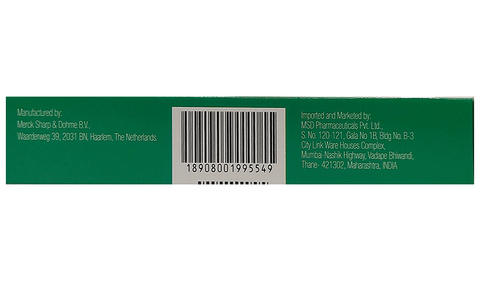 Manufactured by:
Merck Sharp & Dohme B.V.,
Waarderweg 39, 2031 BN, Haarlem, The Netherlands.
18908001995549
Imported and Marketed by:
MSD Pharmaceuticals Pvt. Ltd.,
S. No. 120-121, Gala No 1B, Bldg No. B-3
City Link Ware Houses Complex,
Mumbai-Nashik Highway, Vadape Bhiwandi,
Thane- 421302, Maharashtra, INDIA